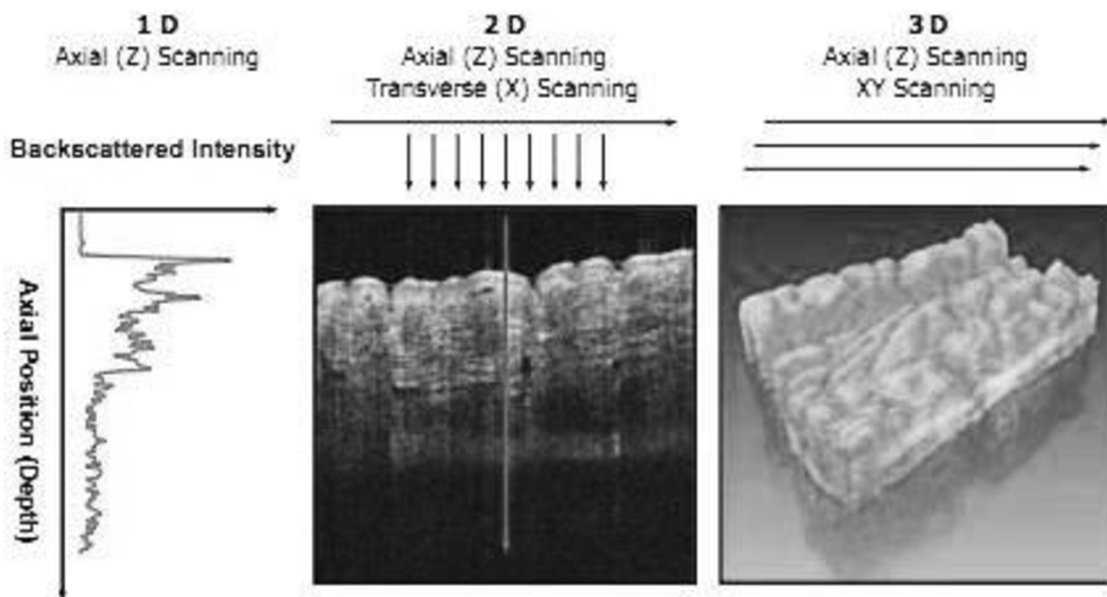 1 D
Axial (Z) Scanning
2 D
Axial (Z) Scanning
Transverse (X) Scanning
3 D
Axial (Z) Scanning
XY Scanning
Backscattered Intensity
Axial Position (Depth)